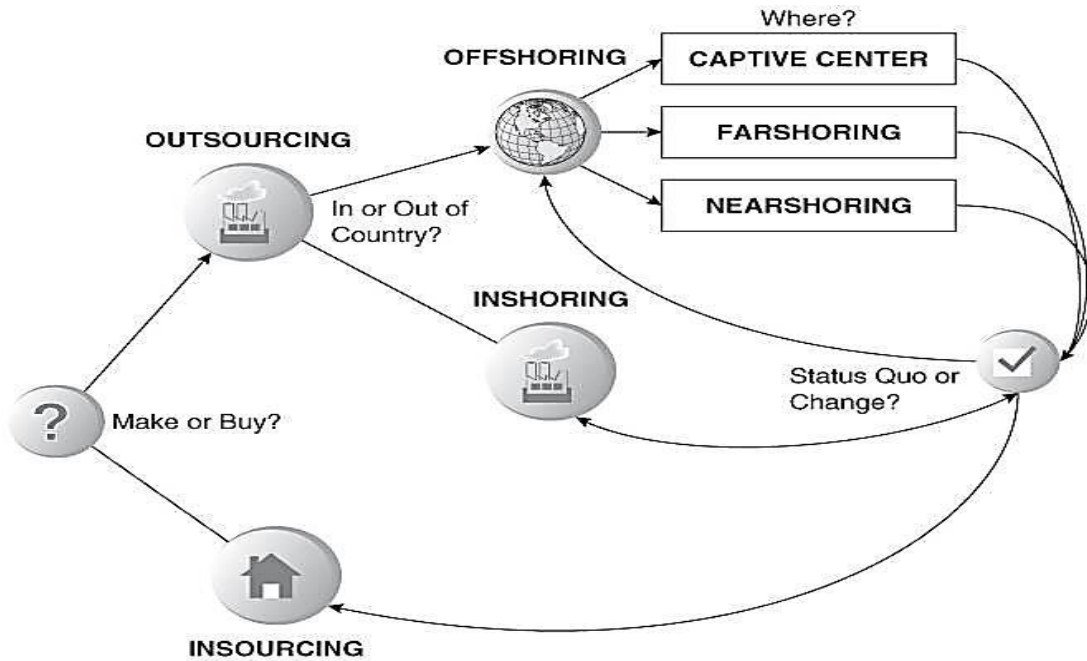 Where?
OFFSHORING
CAPTIVE CENTER
FARSHORING
NEARSHORING
OUTSOURCING
In or Out of
Country?
INSHORING
Status Quo or
Change?
?
Make or Buy?
INSOURCING